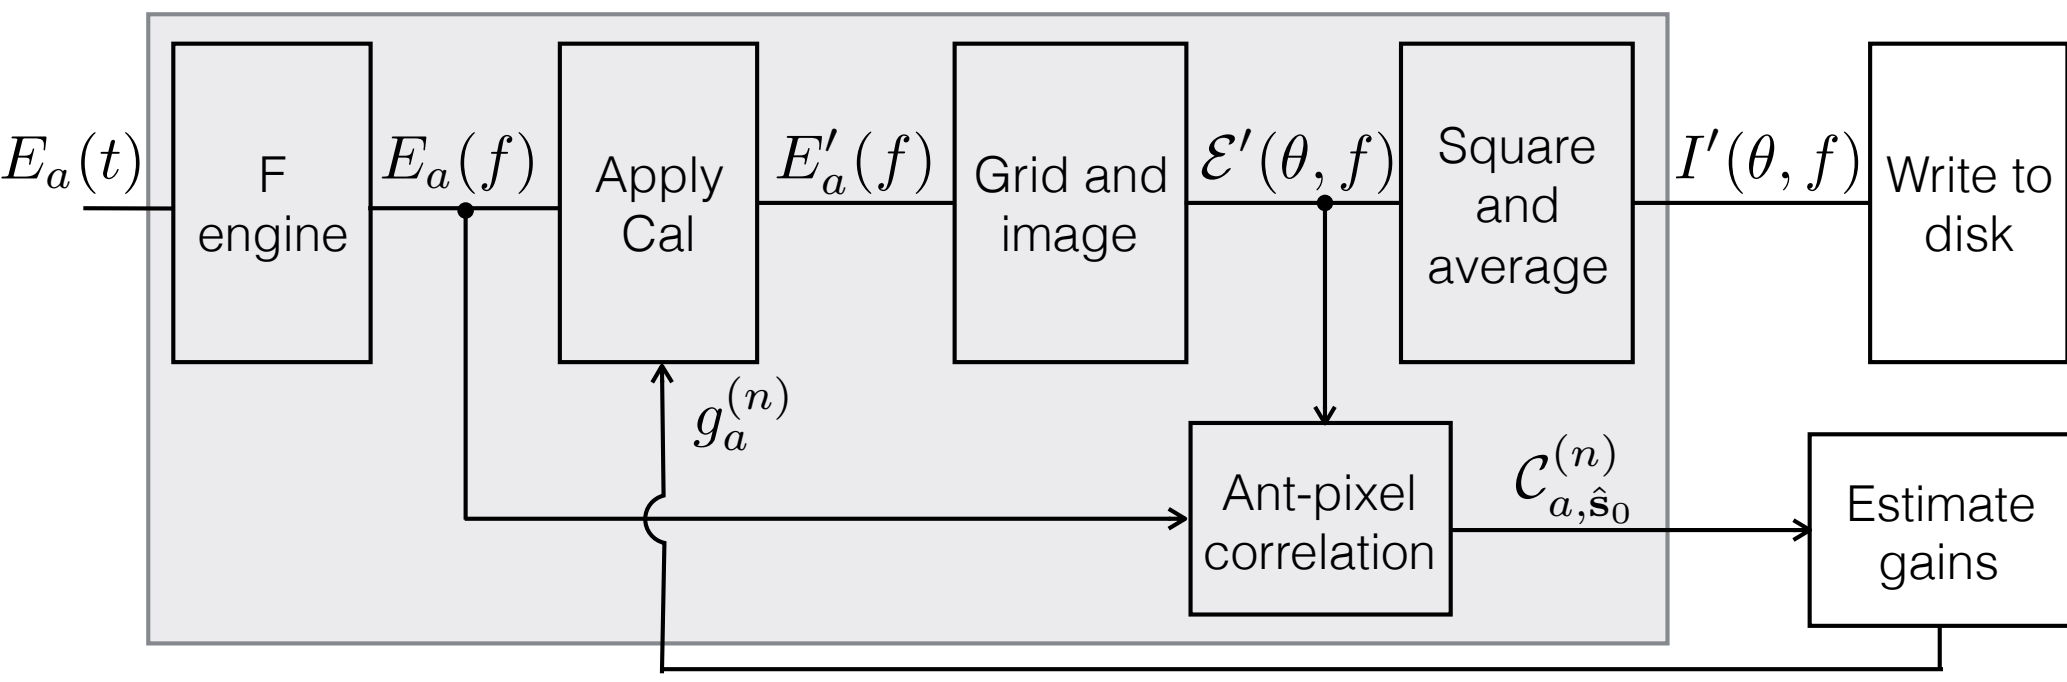 E_a(t)
F
engine
E_a(f)
Apply
Cal
E'_a(f)
Grid and
image
ℰ'(θ, f)
Square
and
average
I'(θ, f)
Write to
disk
g_a^{(n)}
Ant-pixel
correlation
𝒞_{a,ŝ_0}^{(n)}
Estimate
gains